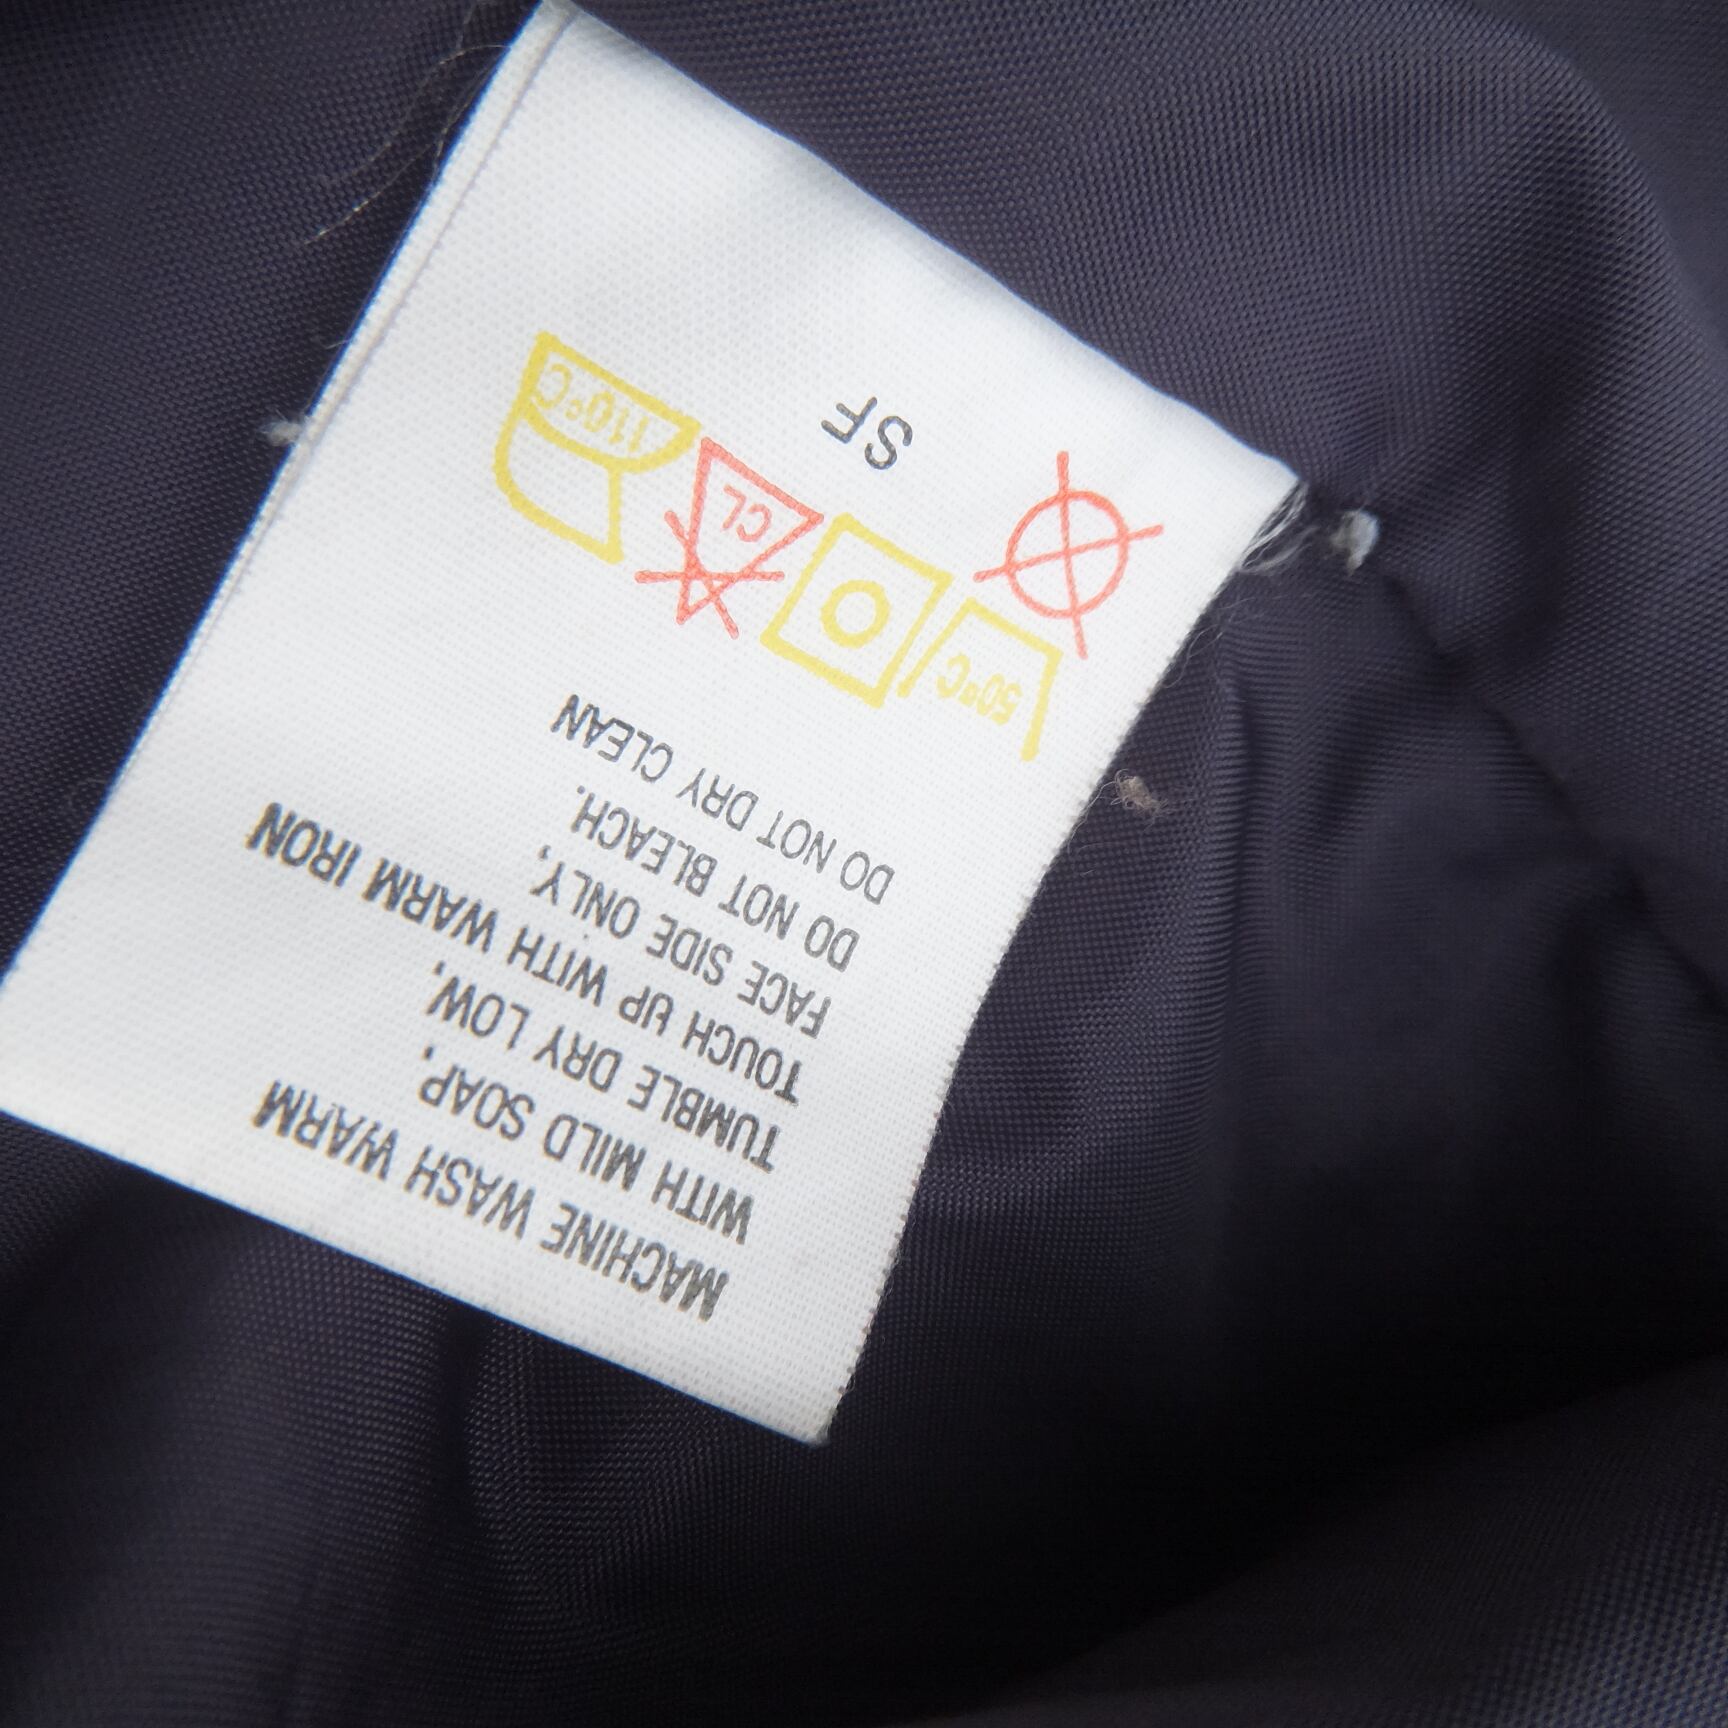 MACHINE WASH WARM
WITH MILD SOAP,
TUMBLE DRY LOW,
TOUCH UP WITH WARM IRON
FACE SIDE ONLY,
DO NOT BLEACH.
DO NOT DRY CLEAN
50°C
CL
110°C
SF